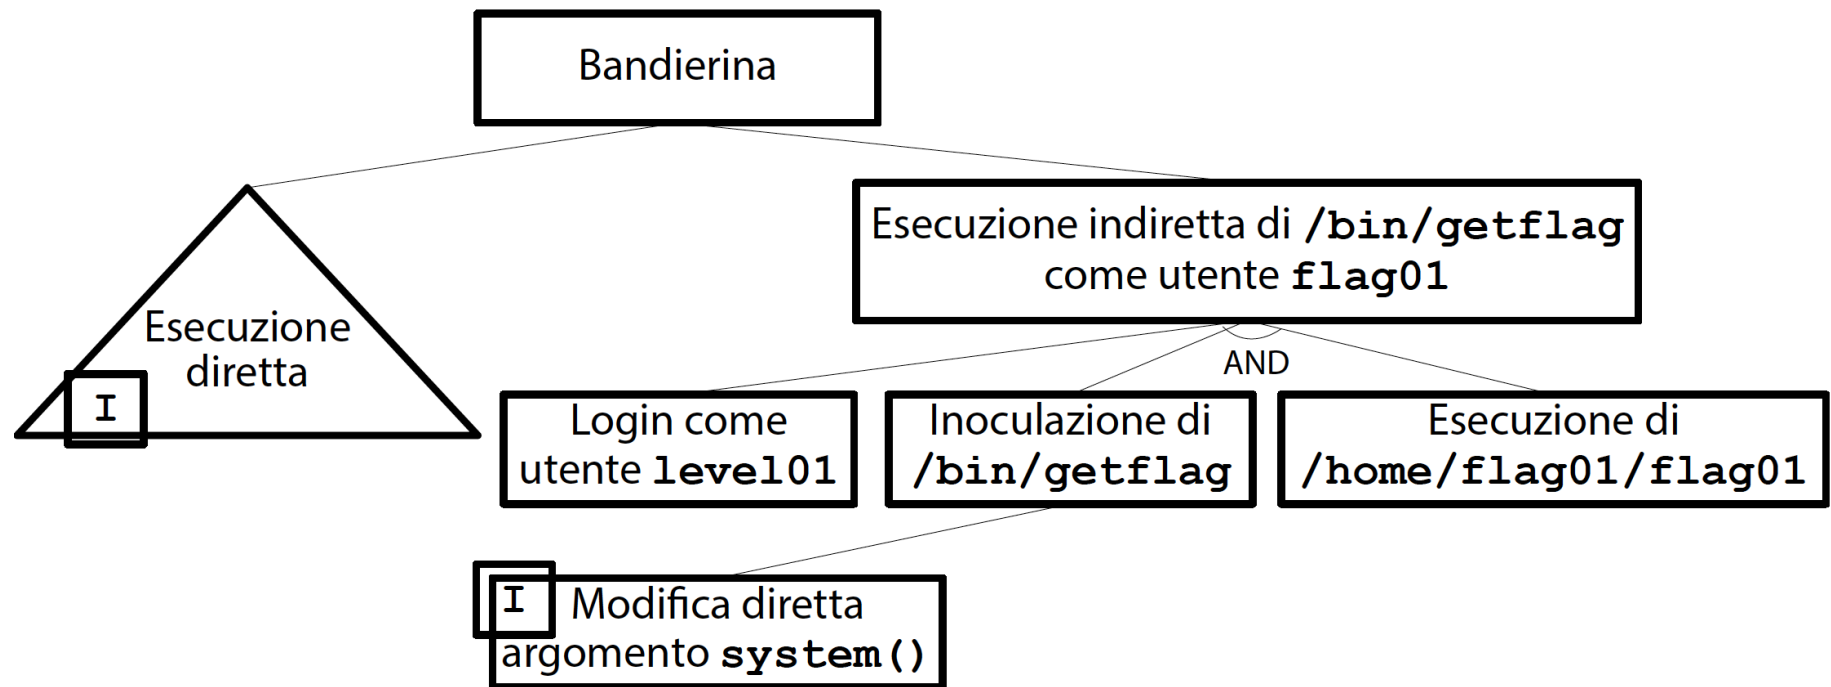 Bandierina
Esecuzione
diretta
I
Esecuzione indiretta di /bin/getflag
come utente flag01
AND
Login come
utente level01
Inoculazione di
/bin/getflag
Esecuzione di
/home/flag01/flag01
I
Modifica diretta
argomento system()